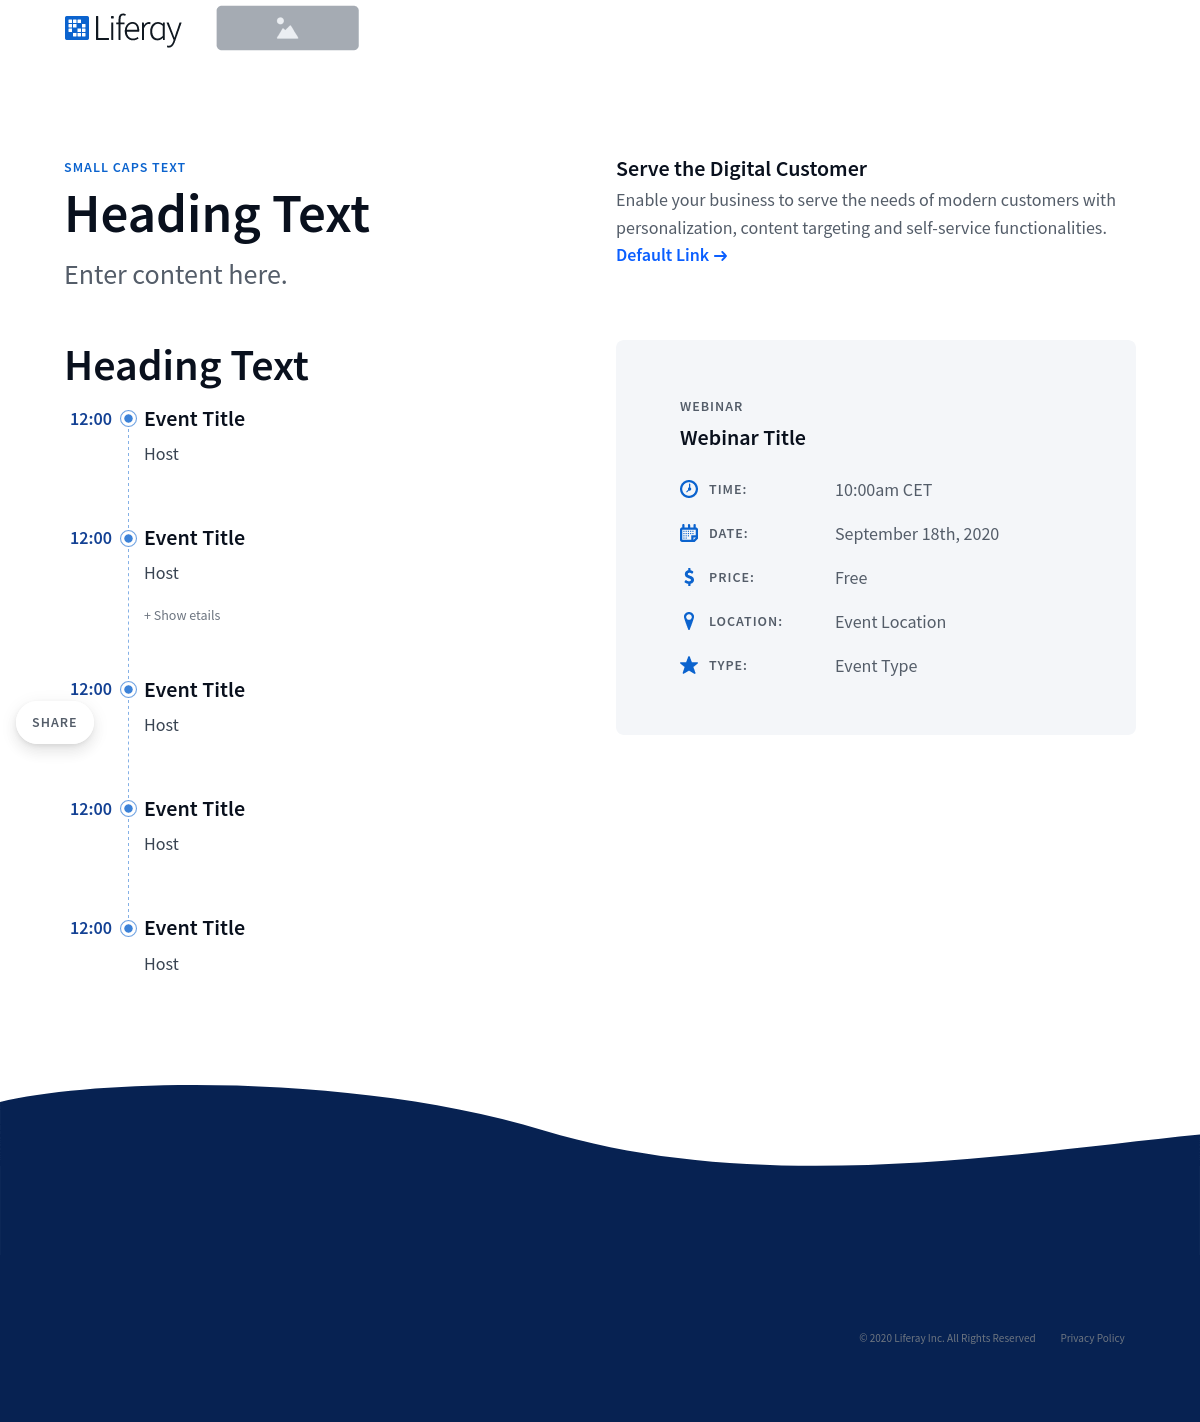 Liferay
SMALL CAPS TEXT
Heading Text
Enter content here.
Serve the Digital Customer
Enable your business to serve the needs of modern customers with
personalization, content targeting and self-service functionalities.
Default Link →
Heading Text
12:00 Event Title
Host
12:00 Event Title
Host
+ Show etails
12:00 Event Title
Host
SHARE
12:00 Event Title
Host
12:00 Event Title
Host
WEBINAR
Webinar Title
TIME: 10:00am CET
DATE: September 18th, 2020
PRICE: Free
LOCATION: Event Location
TYPE: Event Type
© 2020 Liferay Inc. All Rights Reserved Privacy Policy